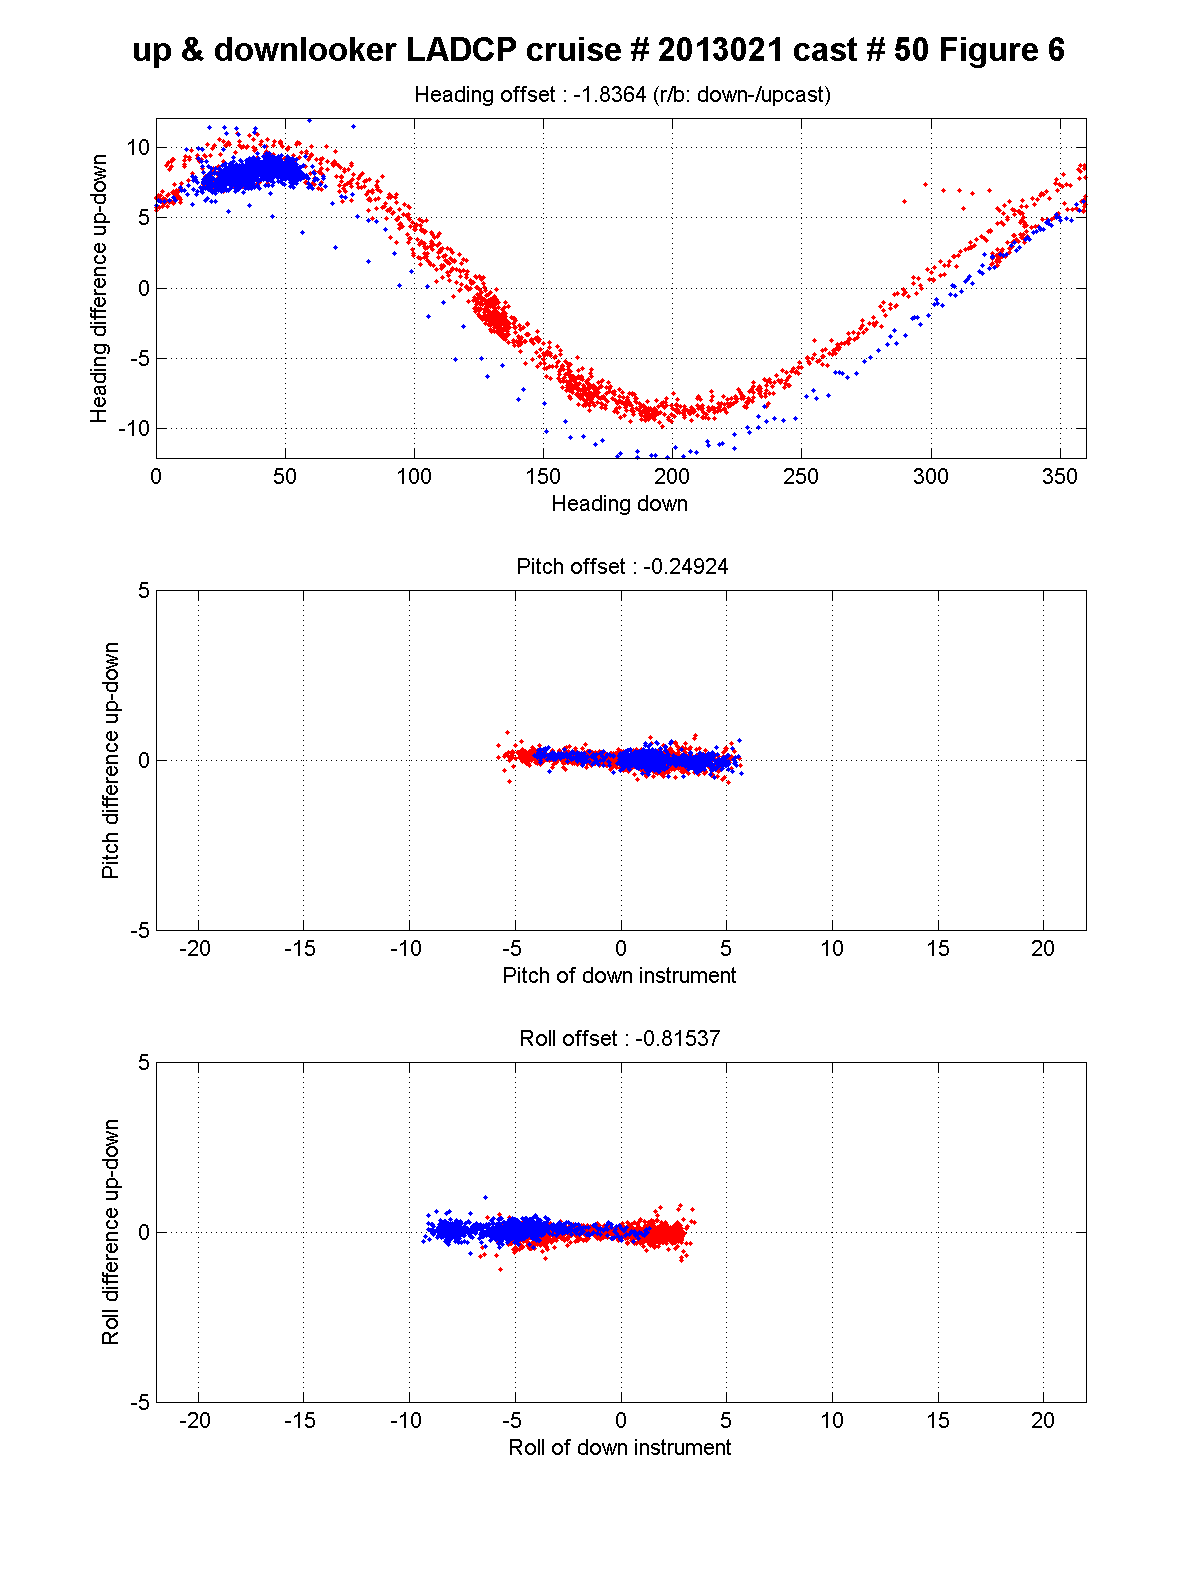 up & downlooker LADCP cruise # 2013021 cast # 50 Figure 6
Heading offset : -1.8364 (r/b: down-/upcast)
Heading difference up-down
10
5
0
-5
-10
0 50 100 150 200 250 300 350
Heading down
Pitch offset : -0.24924
Pitch difference up-down
5
0
-5
-20 -15 -10 -5 0 5 10 15 20
Pitch of down instrument
Roll offset : -0.81537
Roll difference up-down
5
0
-5
-20 -15 -10 -5 0 5 10 15 20
Roll of down instrument